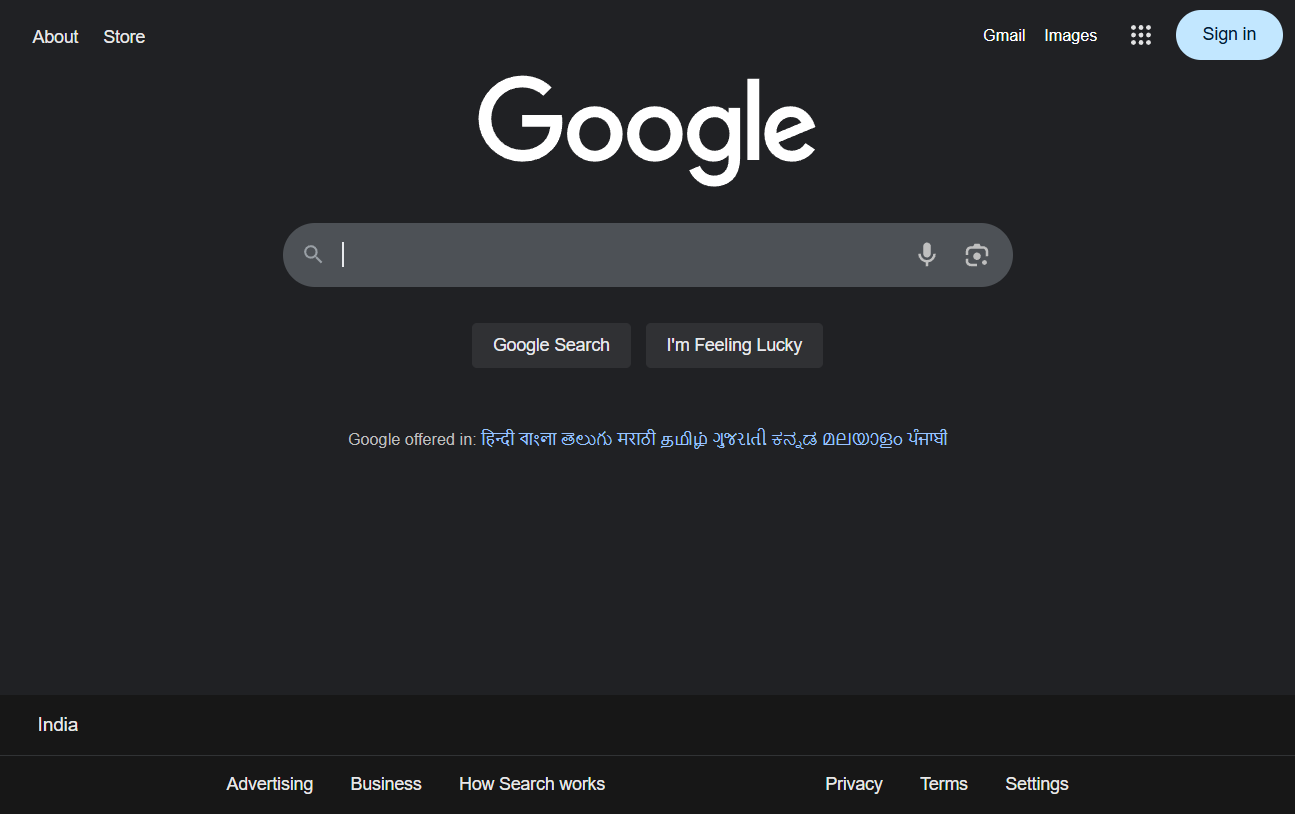 About Store Gmail Images Sign in
Google
Google Search I'm Feeling Lucky
Google offered in: हिन्दी বাংলা తెలుగు मराठी தமிழ் ગુજરાતી ಕನ್ನಡ മലയാളം ਪੰਜਾਬੀ
India
Advertising Business How Search works Privacy Terms Settings